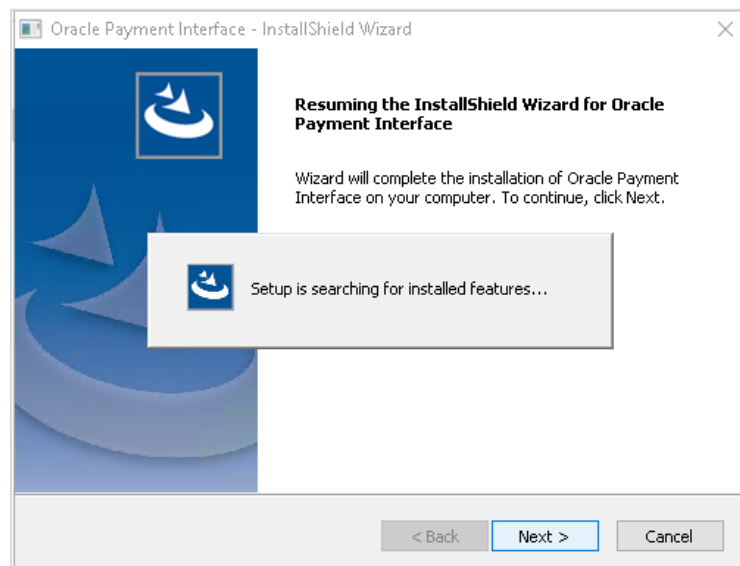 Oracle Payment Interface - InstallShield Wizard
Resuming the InstallShield Wizard for Oracle
Payment Interface
Wizard will complete the installation of Oracle Payment
Interface on your computer. To continue, click Next.
Setup is searching for installed features...
< Back
Next >
Cancel